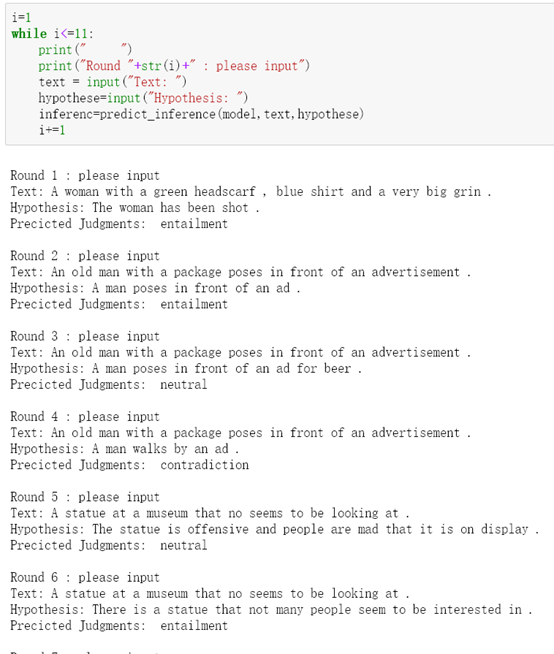 i=1
while i<=11:
    print("     ")
    print("Round "+str(i)+" : please input")
    text = input("Text: ")
    hypothese=input("Hypothesis: ")
    inferenc=predict_inference(model,text,hypothese)
    i+=1
Round 1 : please input
Text: A woman with a green headscarf , blue shirt and a very big grin .
Hypothesis: The woman has been shot .
Precicted Judgments:  entailment
Round 2 : please input
Text: An old man with a package poses in front of an advertisement .
Hypothesis: A man poses in front of an ad .
Precicted Judgments:  entailment
Round 3 : please input
Text: An old man with a package poses in front of an advertisement .
Hypothesis: A man poses in front of an ad for beer .
Precicted Judgments:  neutral
Round 4 : please input
Text: An old man with a package poses in front of an advertisement .
Hypothesis: A man walks by an ad .
Precicted Judgments:  contradiction
Round 5 : please input
Text: A statue at a museum that no seems to be looking at .
Hypothesis: The statue is offensive and people are mad that it is on display .
Precicted Judgments:  neutral
Round 6 : please input
Text: A statue at a museum that no seems to be looking at .
Hypothesis: There is a statue that not many people seem to be interested in .
Precicted Judgments:  entailment